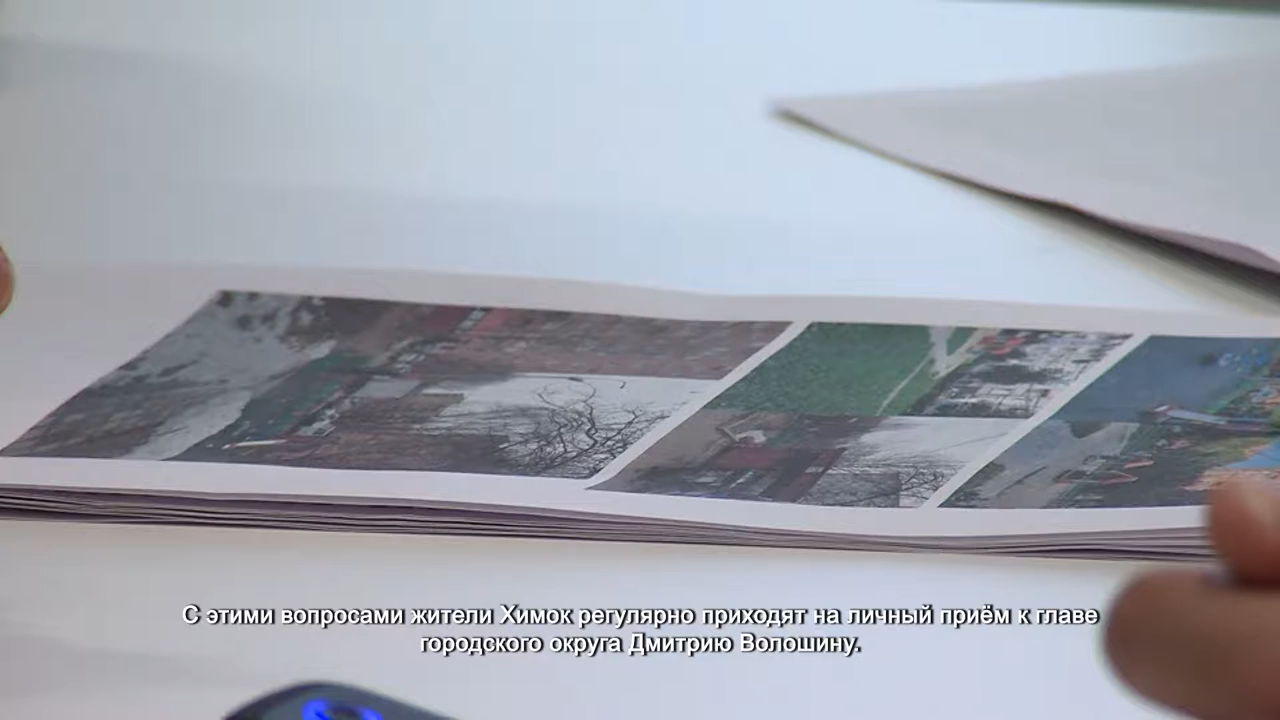 С этими вопросами жители Химок регулярно приходят на личный приём к главе
городского округа Дмитрию Волошину.